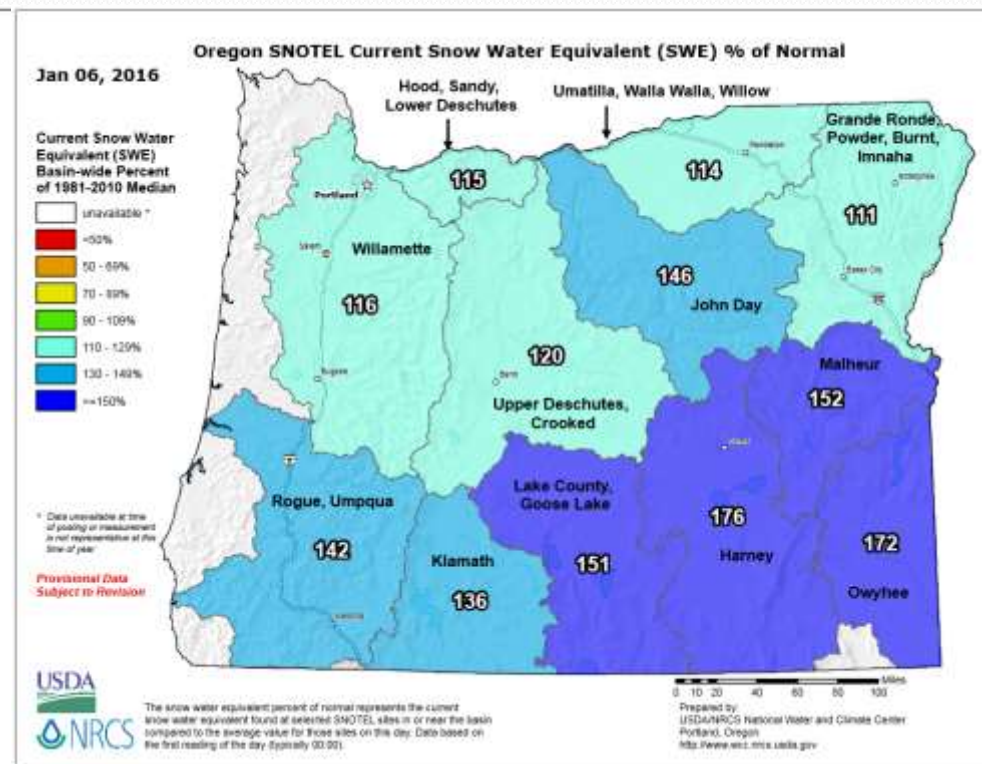 Oregon SNOTEL Current Snow Water Equivalent (SWE) % of Normal
Jan 06, 2016
Current Snow Water
Equivalent (SWE)
Basin-wide Percent
of 1981-2010 Median
unavailable *
<50%
50 - 69%
70 - 89%
90 - 109%
110 - 129%
130 - 149%
>=150%
Hood, Sandy,
Lower Deschutes
Umatilla, Walla Walla, Willow
Grande Ronde,
Powder, Burnt,
Imnaha
115
114
111
Portland
Pendleton
Enterprise
Salem
Willamette
116
146
John Day
Baker City
120
Bend
Eugene
Upper Deschutes,
Crooked
Malheur
152
Lake County,
Goose Lake
151
Rogue, Umpqua
142
Klamath
136
176
Harney
172
Owyhee
* Data unavailable at time
of posting or measurement
is not representative at this
time of year
Provisional Data
Subject to Revision
USDA
NRCS
The snow water equivalent percent of normal represents the current
snow water equivalent found at selected SNOTEL sites in or near the basin
compared to the average value for those sites on this day. Data based on
the first reading of the day (typically 00:00).
Miles
0 10 20 40 60 80 100
Prepared by
USDA/NRCS National Water and Climate Center
Portland, Oregon
http://www.wcc.nrcs.usda.gov